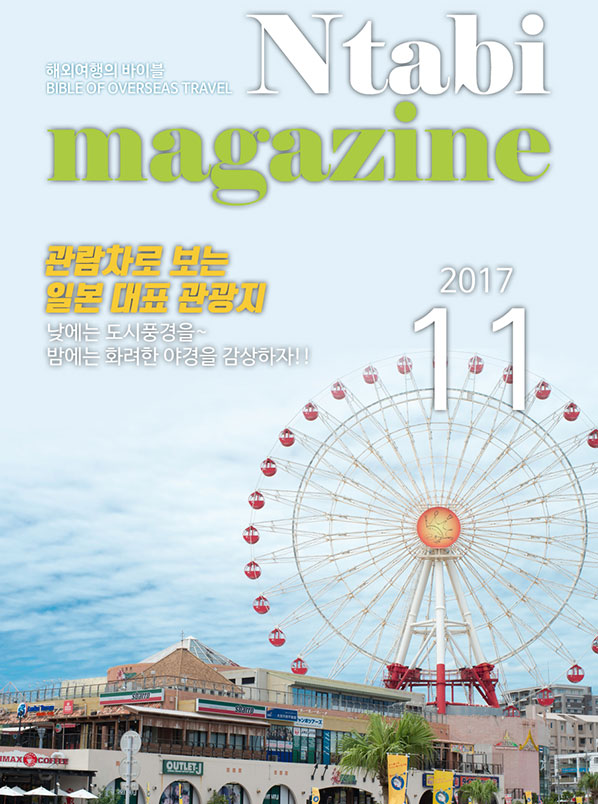 Ntabi
해외여행의 바이블
BIBLE OF OVERSEAS TRAVEL
magazine
관람차로 보는
일본 대표 관광지
2017
11
낮에는 도시풍경을~
밤에는 화려한 야경을 감상하자!!
OUTLET-J
COFFEE